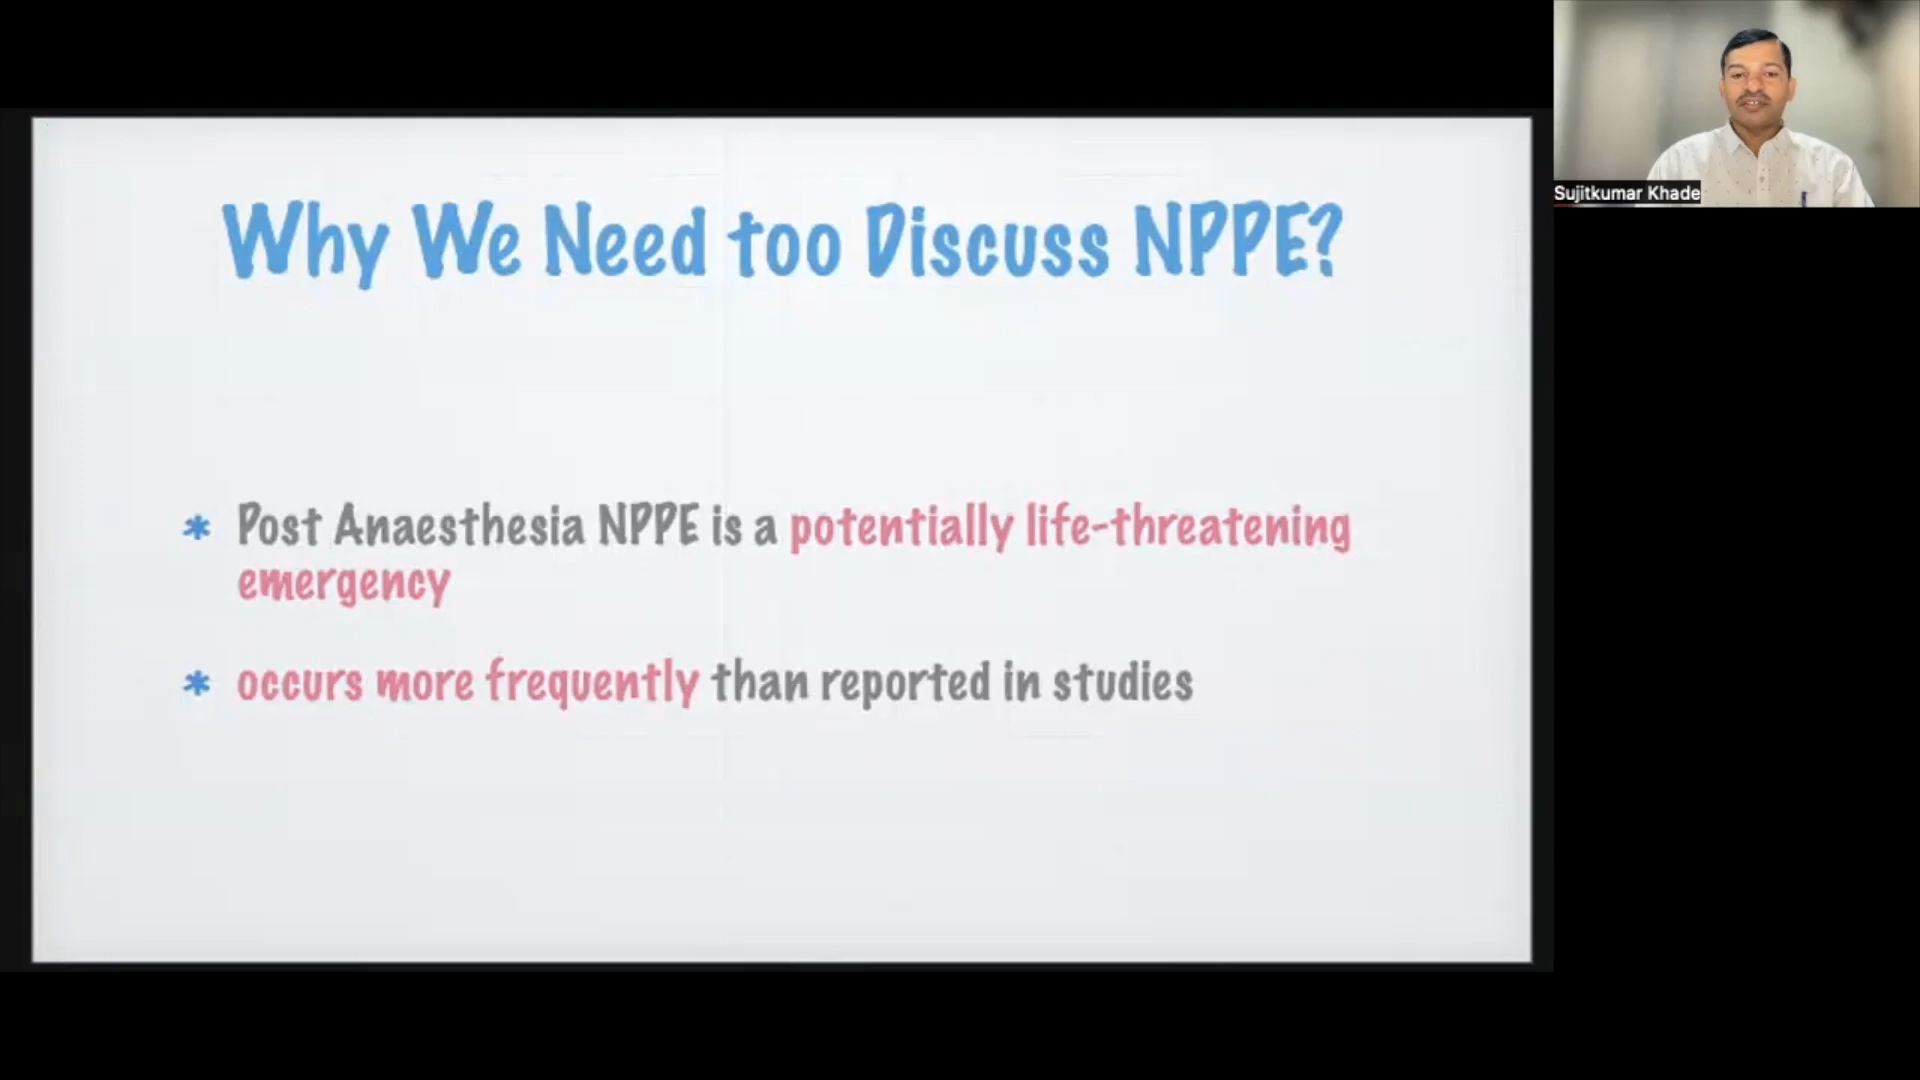 Why We Need too Discuss NPPE?
* Post Anaesthesia NPPE is a potentially life-threatening
emergency
* occurs more frequently than reported in studies
Sujitkumar Khade